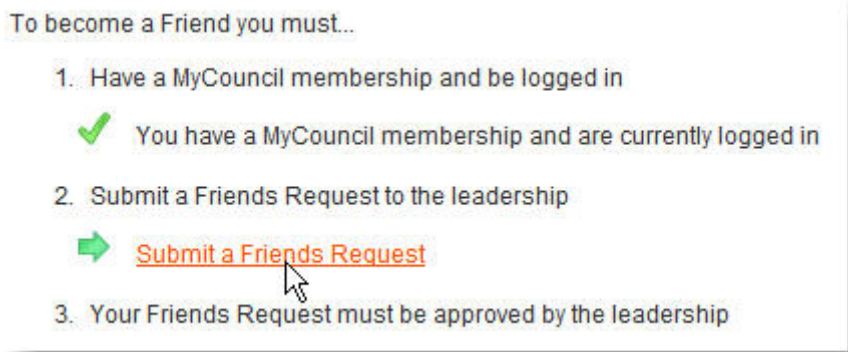 To become a Friend you must...
1. Have a MyCouncil membership and be logged in
You have a MyCouncil membership and are currently logged in
2. Submit a Friends Request to the leadership
Submit a Friends Request
3. Your Friends Request must be approved by the leadership